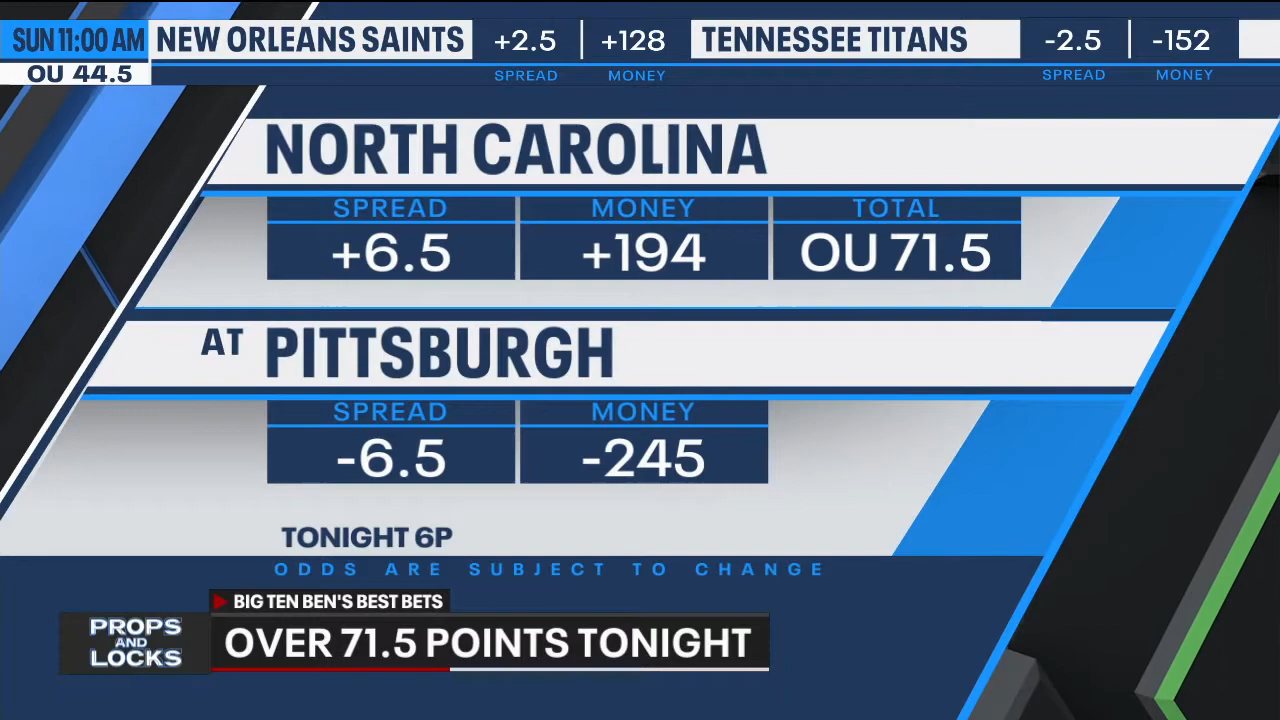 SUN 11:00 AM NEW ORLEANS SAINTS +2.5 +128 TENNESSEE TITANS -2.5 -152
OU 44.5 SPREAD MONEY SPREAD MONEY
NORTH CAROLINA
SPREAD MONEY TOTAL
+6.5 +194 OU 71.5
AT PITTSBURGH
SPREAD MONEY
-6.5 -245
TONIGHT 6P
ODDS ARE SUBJECT TO CHANGE
BIG TEN BEN'S BEST BETS
PROPS AND LOCKS
OVER 71.5 POINTS TONIGHT